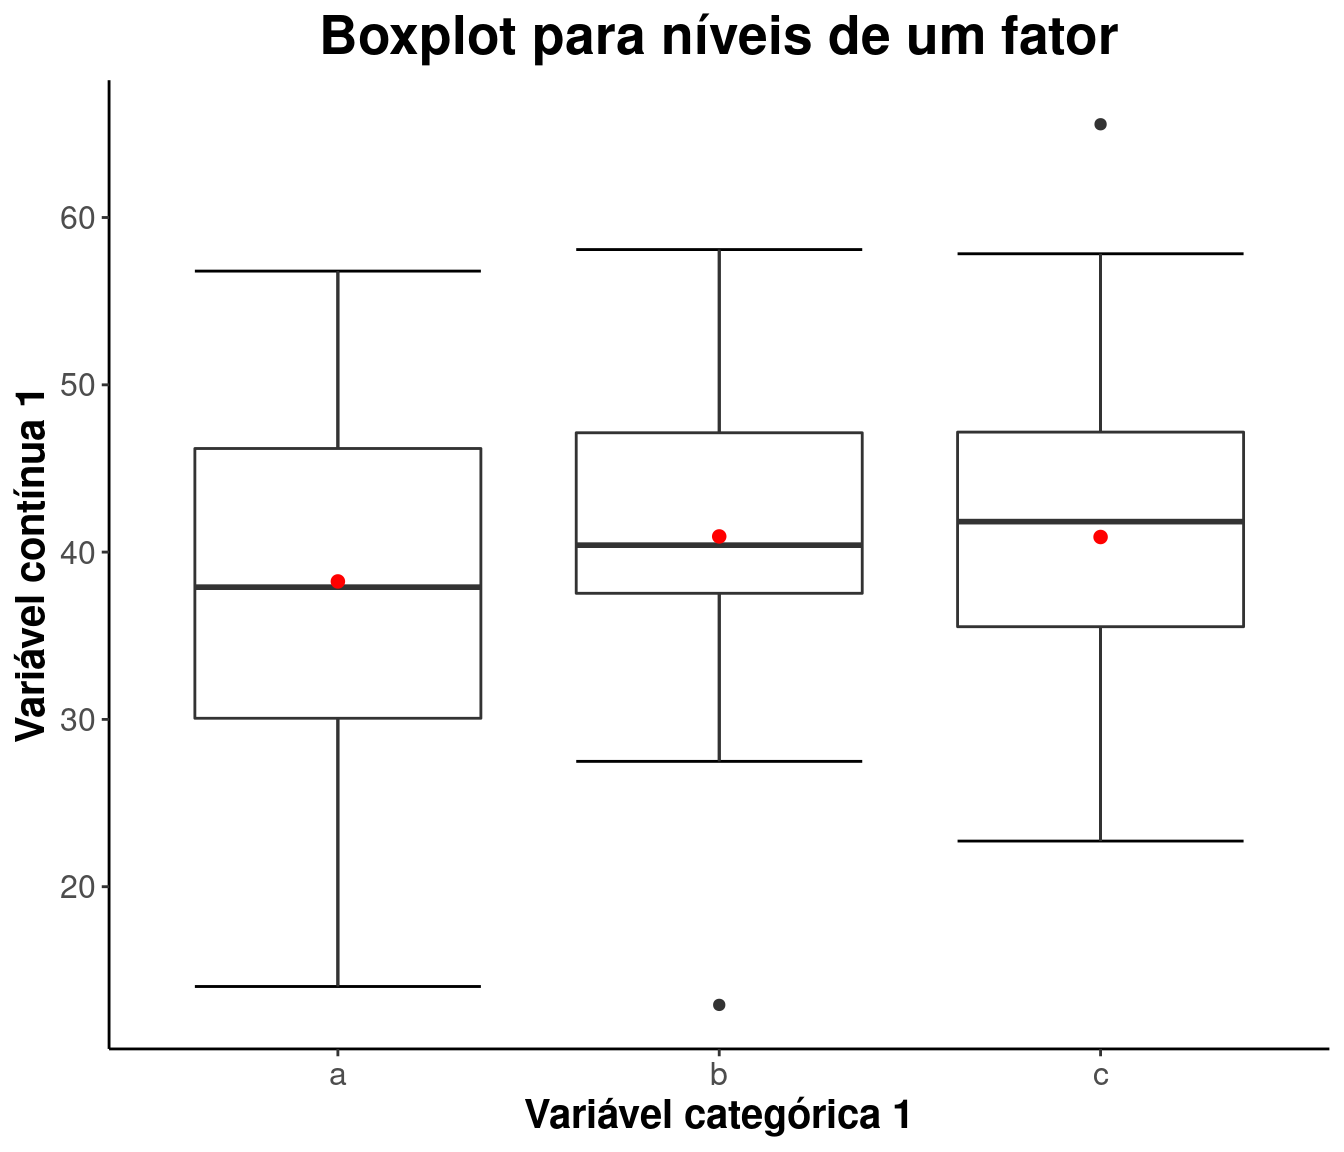 Boxplot para níveis de um fator
Variável contínua 1
60
50
40
30
20
a b c
Variável categórica 1